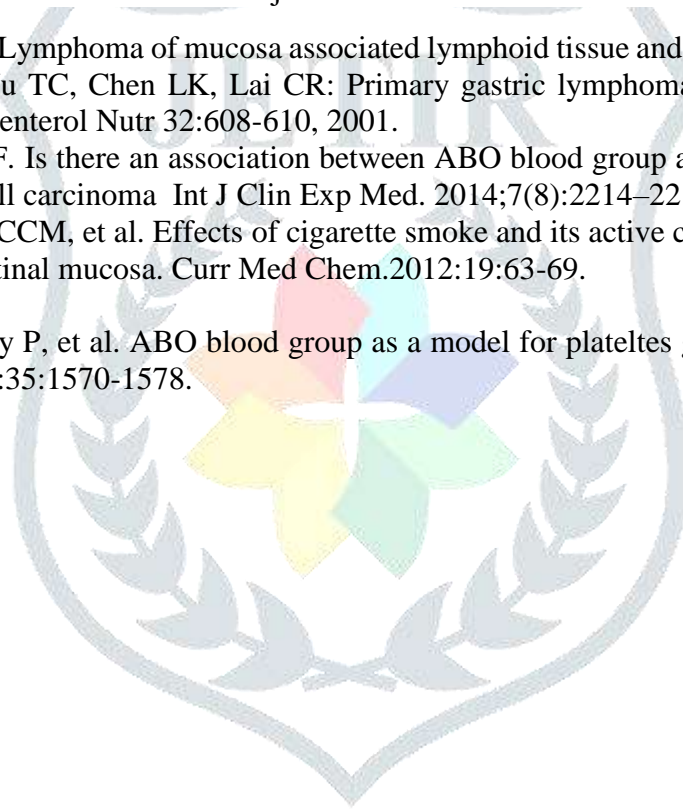 Lymphoma of mucosa associated lymphoid tissue and
u TC, Chen LK, Lai CR: Primary gastric lymphoma
enterol Nutr 32:608-610, 2001.
F. Is there an association between ABO blood group a
ll carcinoma Int J Clin Exp Med. 2014;7(8):2214–22
CCM, et al. Effects of cigarette smoke and its active c
tinal mucosa. Curr Med Chem.2012:19:63-69.
y P, et al. ABO blood group as a model for plateltes
:35:1570-1578.
JETIR